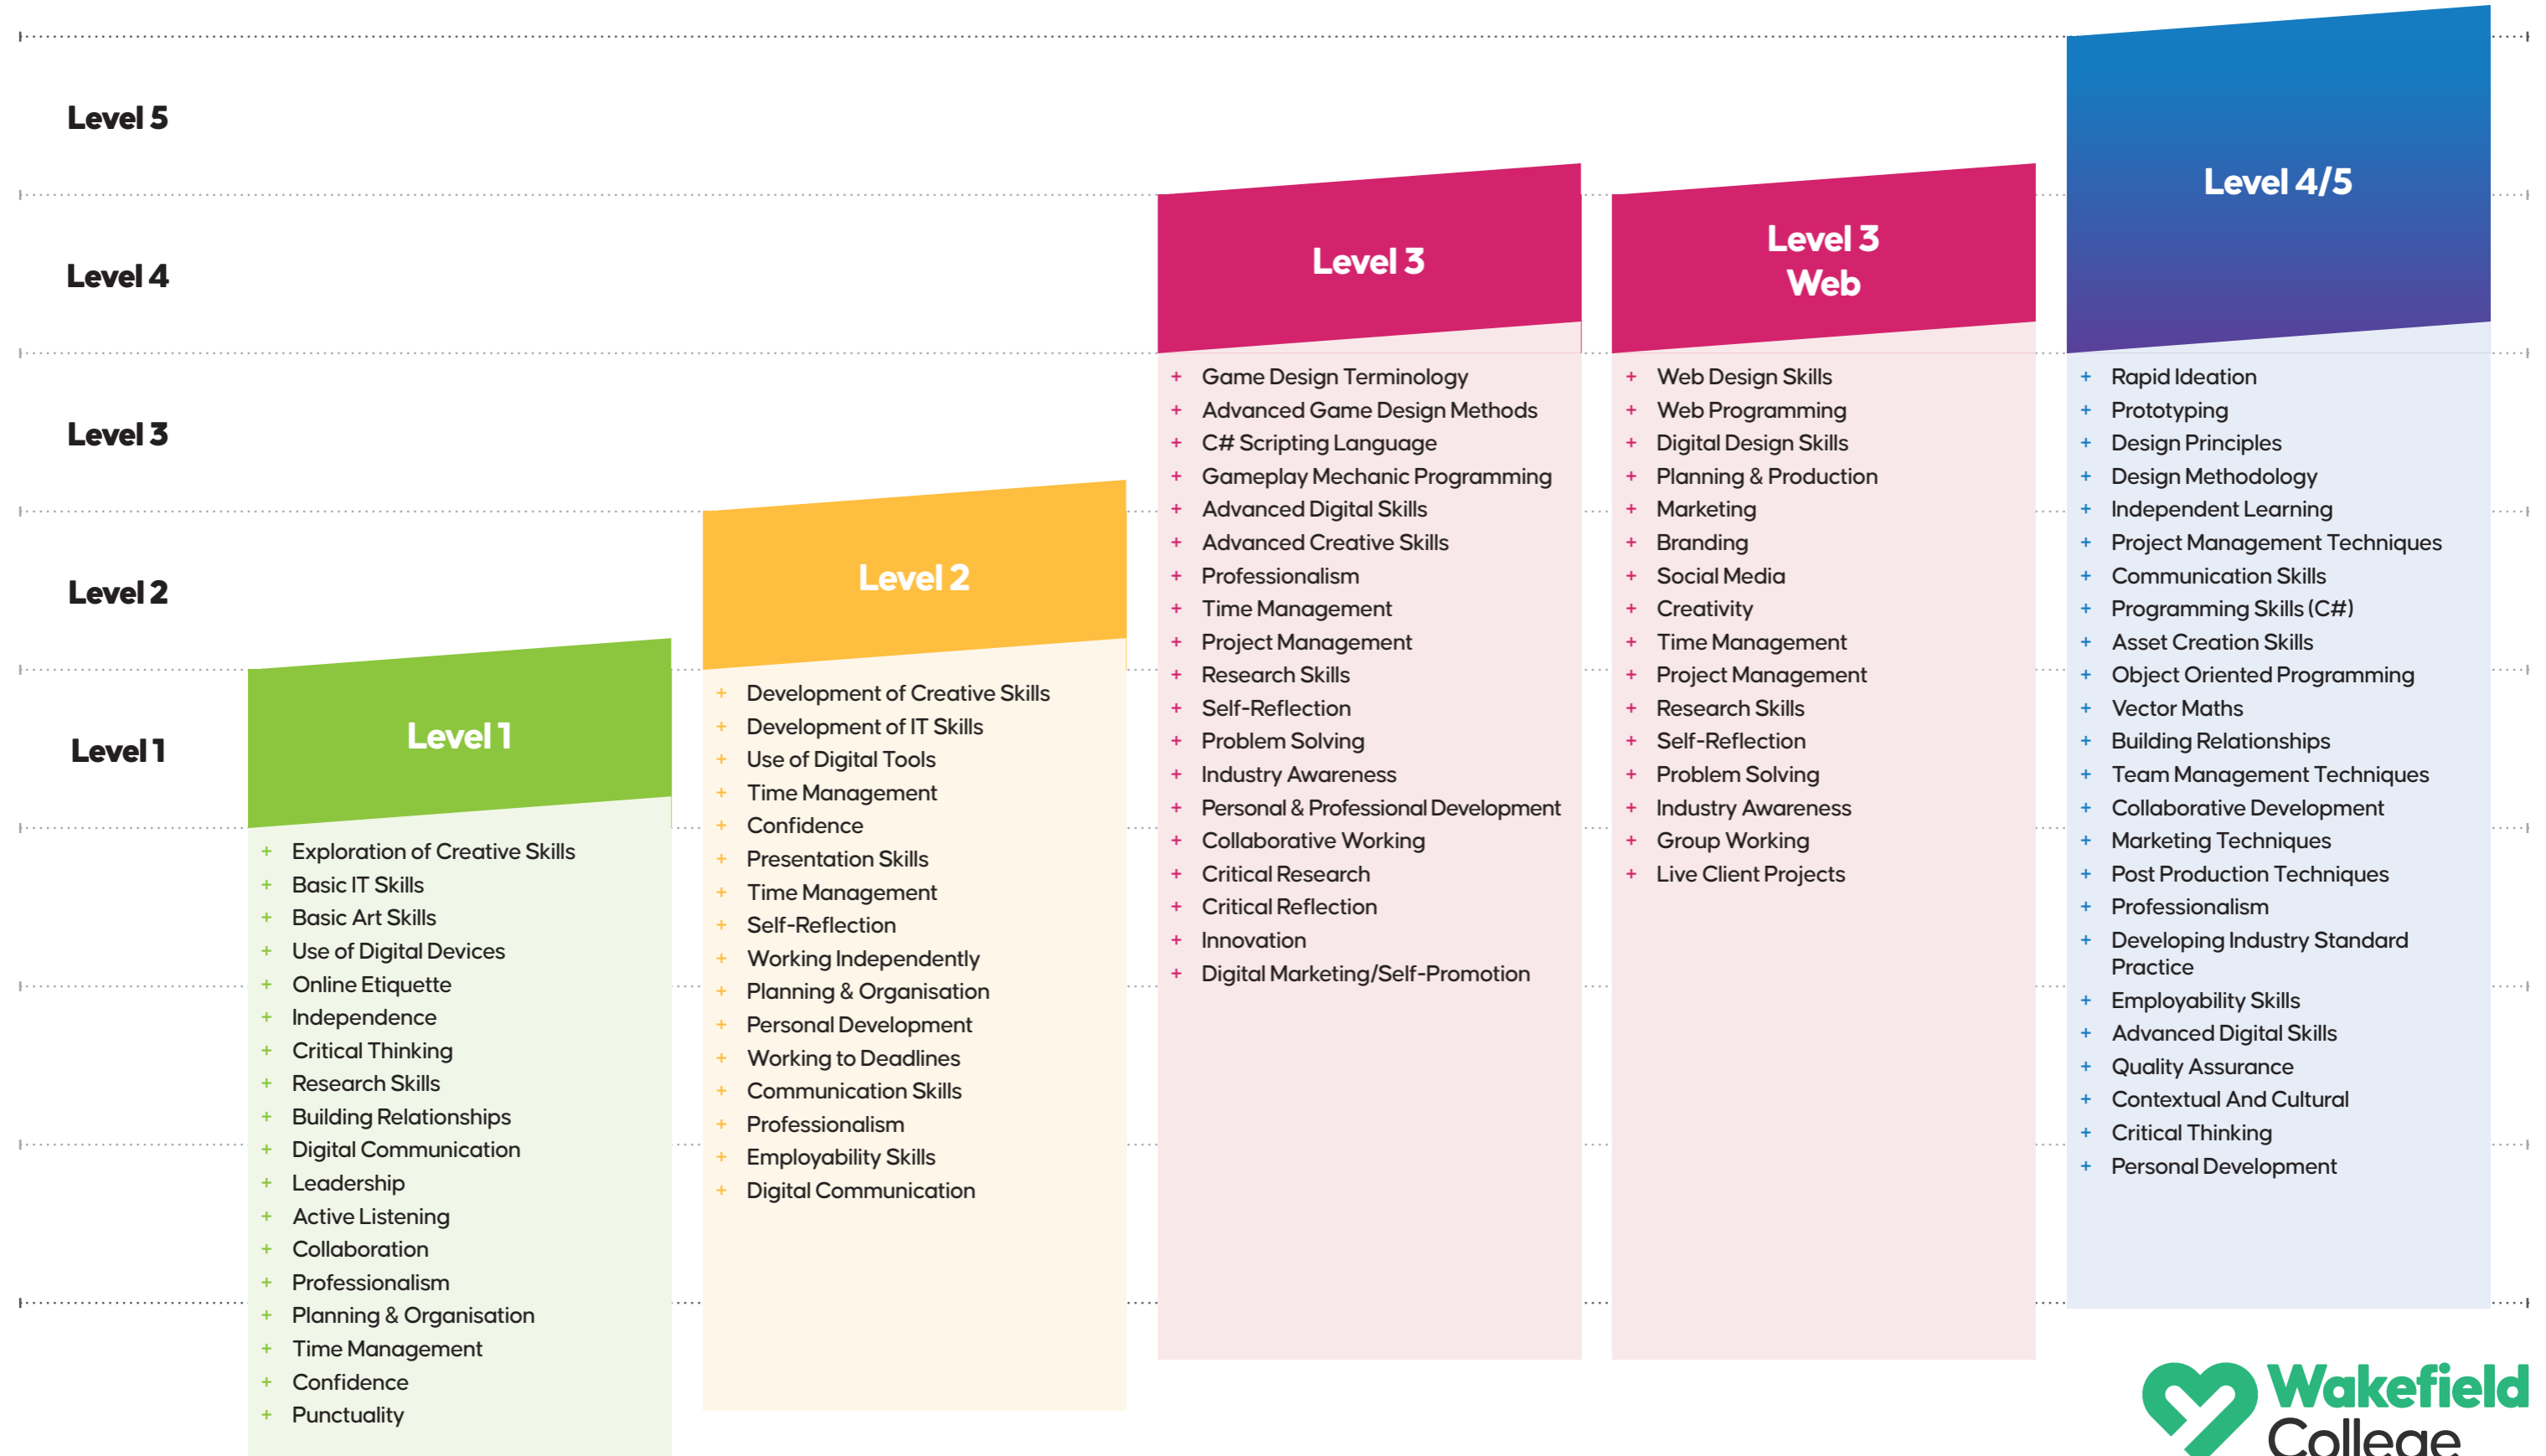 Level 5
Level 4
Level 3
Level 2
Level 1
Level 1
+ Exploration of Creative Skills
+ Basic IT Skills
+ Basic Art Skills
+ Use of Digital Devices
+ Online Etiquette
+ Independence
+ Critical Thinking
+ Research Skills
+ Building Relationships
+ Digital Communication
+ Leadership
+ Active Listening
+ Collaboration
+ Professionalism
+ Planning & Organisation
+ Time Management
+ Confidence
+ Punctuality
Level 2
+ Development of Creative Skills
+ Development of IT Skills
+ Use of Digital Tools
+ Time Management
+ Confidence
+ Presentation Skills
+ Time Management
+ Self-Reflection
+ Working Independently
+ Planning & Organisation
+ Personal Development
+ Working to Deadlines
+ Communication Skills
+ Professionalism
+ Employability Skills
+ Digital Communication
Level 3
+ Game Design Terminology
+ Advanced Game Design Methods
+ C# Scripting Language
+ Gameplay Mechanic Programming
+ Advanced Digital Skills
+ Advanced Creative Skills
+ Professionalism
+ Time Management
+ Project Management
+ Research Skills
+ Self-Reflection
+ Problem Solving
+ Industry Awareness
+ Personal & Professional Development
+ Collaborative Working
+ Critical Research
+ Critical Reflection
+ Innovation
+ Digital Marketing/Self-Promotion
Level 3
Web
+ Web Design Skills
+ Web Programming
+ Digital Design Skills
+ Planning & Production
+ Marketing
+ Branding
+ Social Media
+ Creativity
+ Time Management
+ Project Management
+ Research Skills
+ Self-Reflection
+ Problem Solving
+ Industry Awareness
+ Group Working
+ Live Client Projects
Level 4/5
+ Rapid Ideation
+ Prototyping
+ Design Principles
+ Design Methodology
+ Independent Learning
+ Project Management Techniques
+ Communication Skills
+ Programming Skills (C#)
+ Asset Creation Skills
+ Object Oriented Programming
+ Vector Maths
+ Building Relationships
+ Team Management Techniques
+ Collaborative Development
+ Marketing Techniques
+ Post Production Techniques
+ Professionalism
+ Developing Industry Standard
Practice
+ Employability Skills
+ Advanced Digital Skills
+ Quality Assurance
+ Contextual And Cultural
+ Critical Thinking
+ Personal Development
Wakefield
College